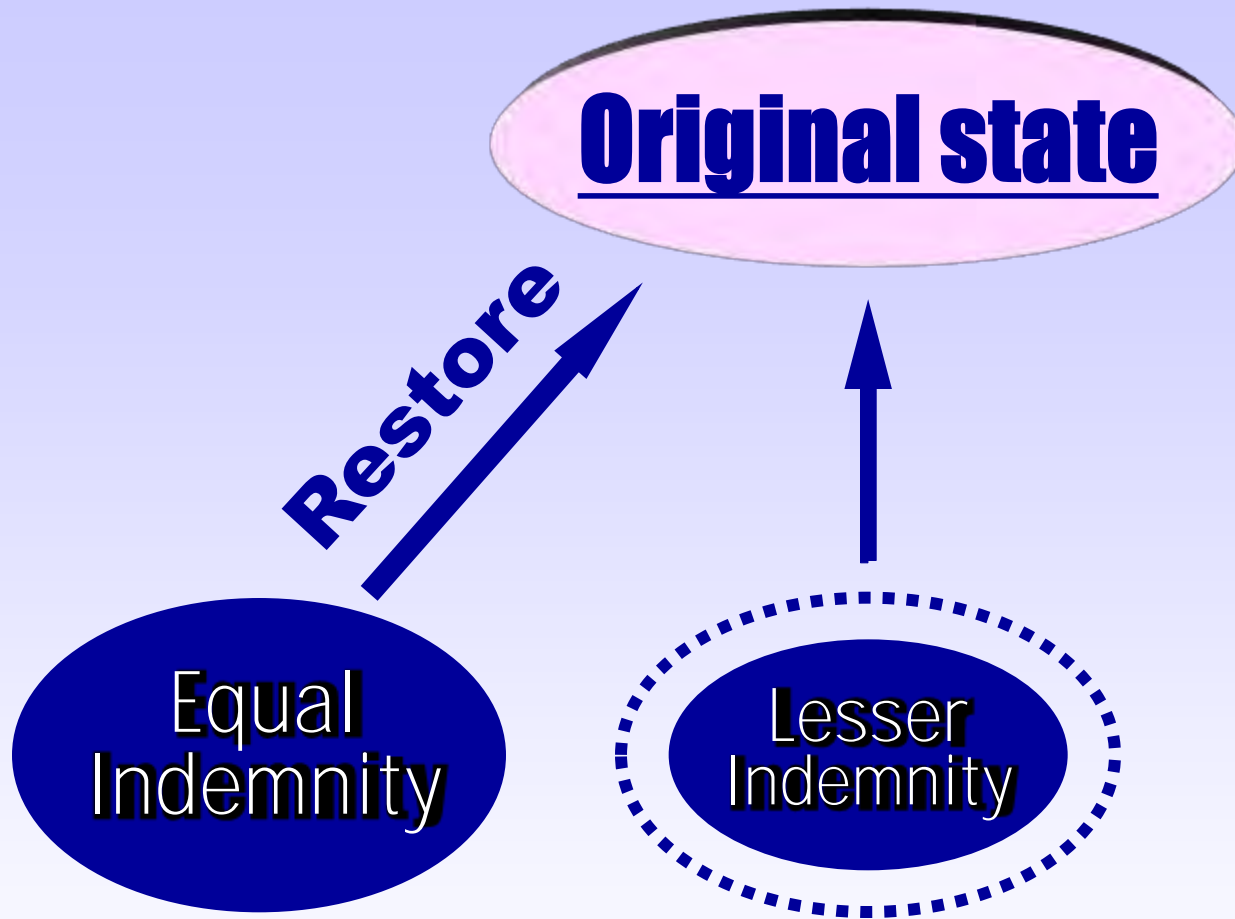 Original state
Restore
Equal
Indemnity
Lesser
Indemnity